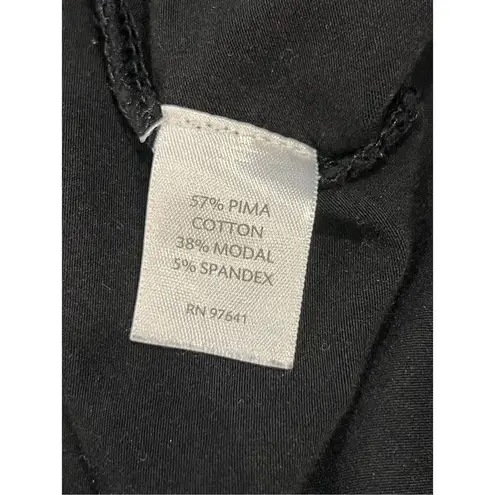 57% PIMA
COTTON
38% MODAL
5% SPANDEX
RN 97641